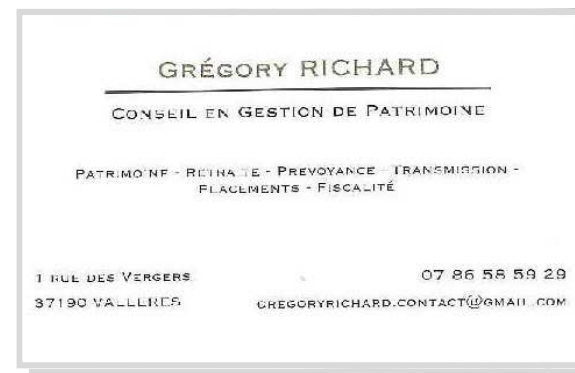 GRÉGORY RICHARD
CONSEIL EN GESTION DE PATRIMOINE
PATRIMOINE - RETRAITE - PREVOYANCE - TRANSMISSION -
PLACEMENTS - FISCALITÉ
1 RUE DES VERGERS
07 86 58 59 29
37190 VALLERES
GREGORYRICHARD.CONTACT@GMAIL.COM